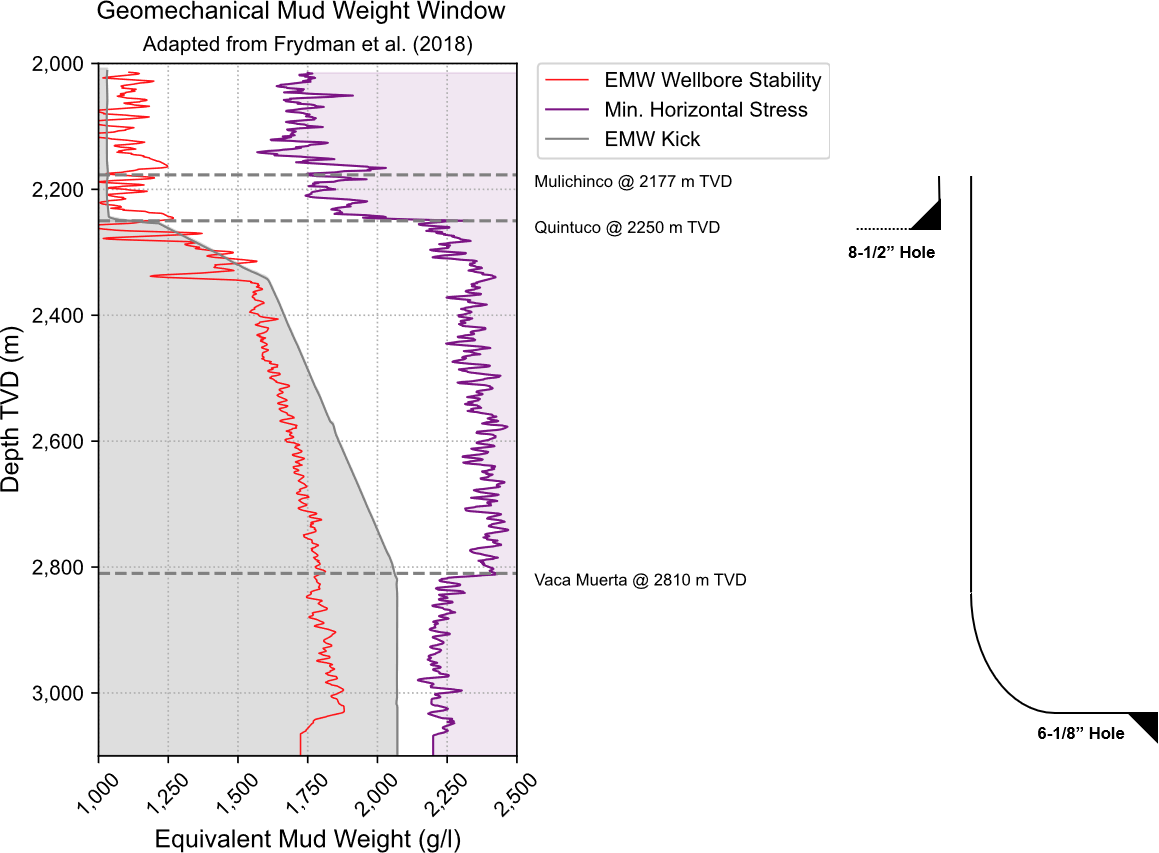 Geomechanical Mud Weight Window
Adapted from Frydman et al. (2018)
2,000
2,200
2,400
2,600
2,800
3,000
Depth TVD (m)
1,000
1,250
1,500
1,750
2,000
2,250
2,500
Equivalent Mud Weight (g/l)
EMW Wellbore Stability
Min. Horizontal Stress
EMW Kick
Mulichinco @ 2177 m TVD
Quintuco @ 2250 m TVD
8-1/2” Hole
Vaca Muerta @ 2810 m TVD
6-1/8” Hole